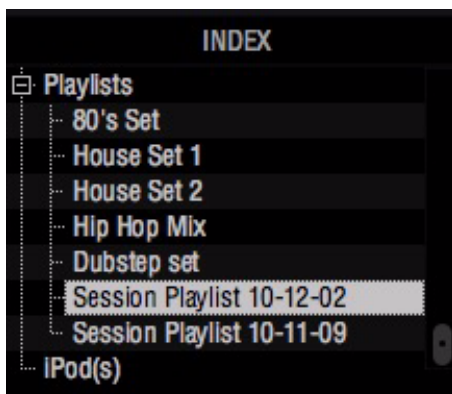 INDEX
Playlists
80's Set
House Set 1
House Set 2
Hip Hop Mix
Dubstep set
Session Playlist 10-12-02
Session Playlist 10-11-09
iPod(s)